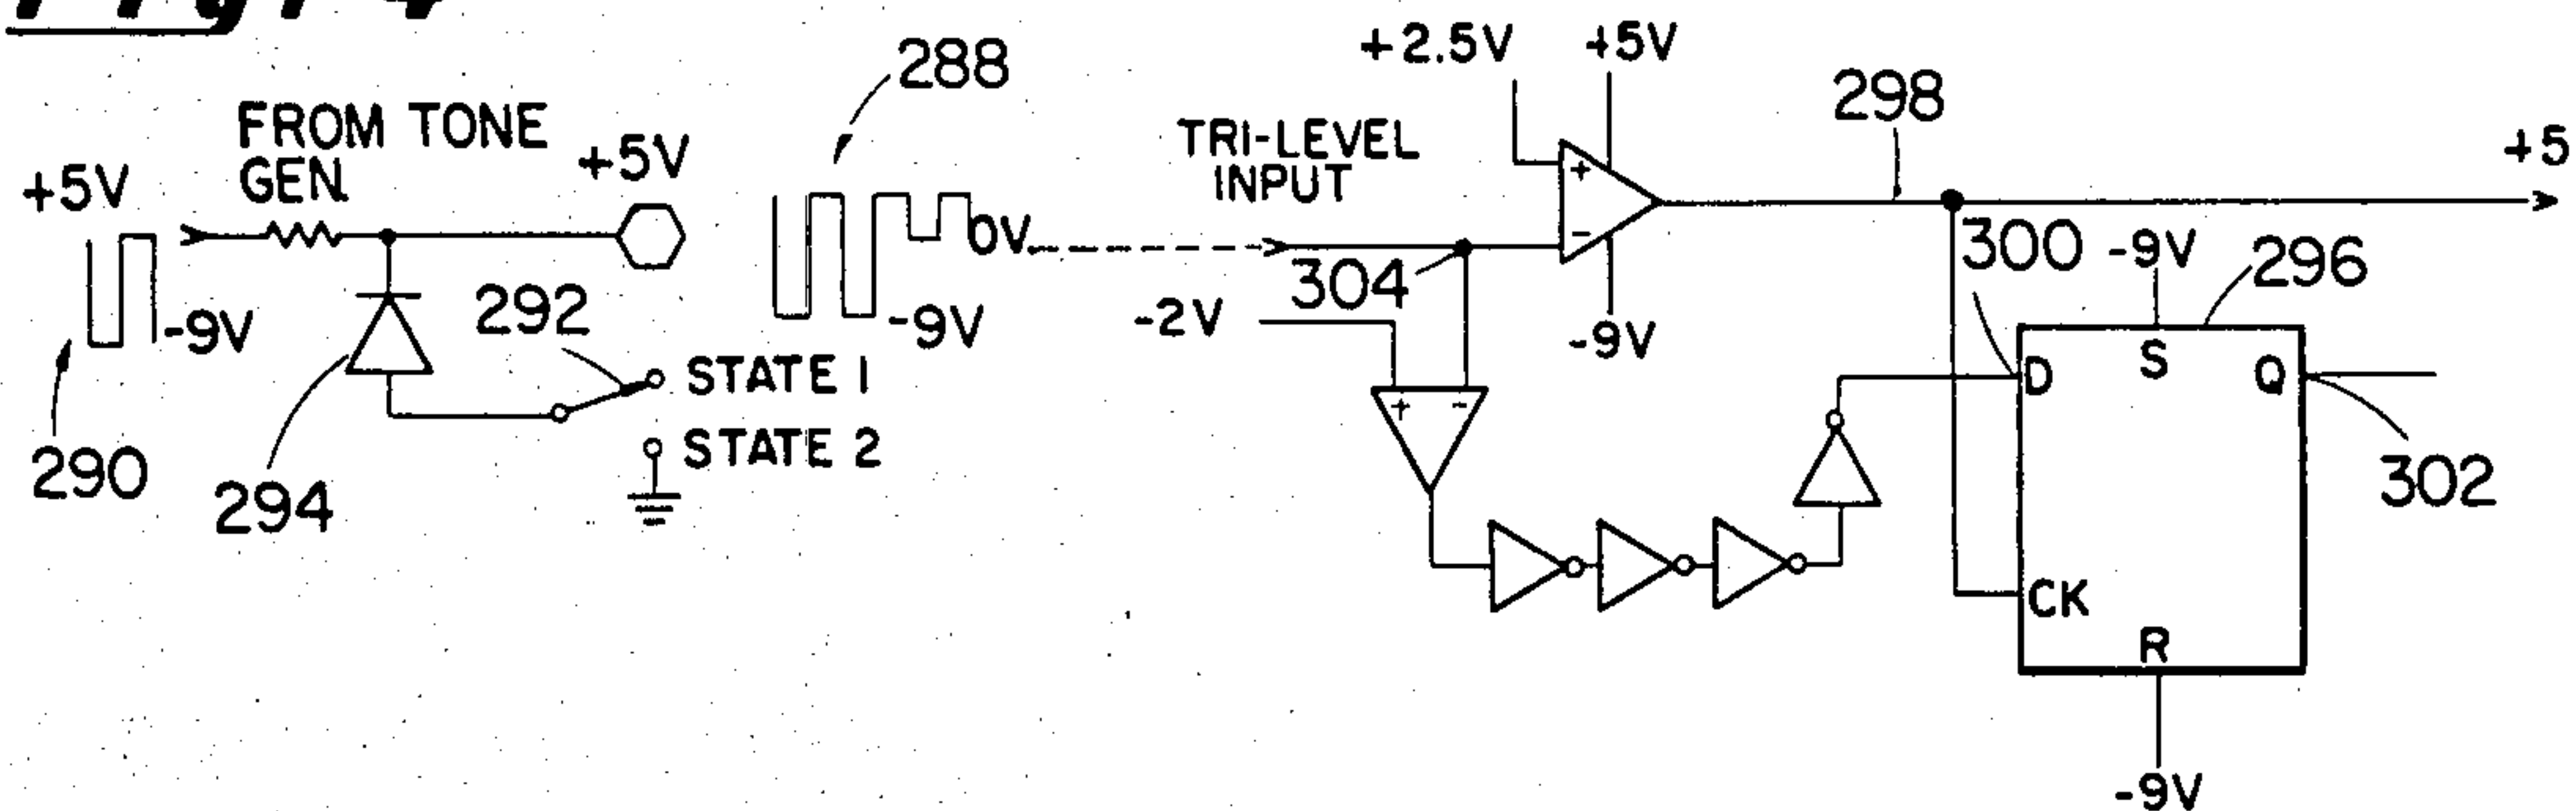 +2.5V +5V
288
298
FROM TONE
GEN.
+5V
+5V
TRI-LEVEL
INPUT
+5
0V
300
-9V
296
304
-9V
292
-9V
-2V
-9V
STATE 1
+ -
+ -
D S Q
290
294
STATE 2
302
CK
R
-9V